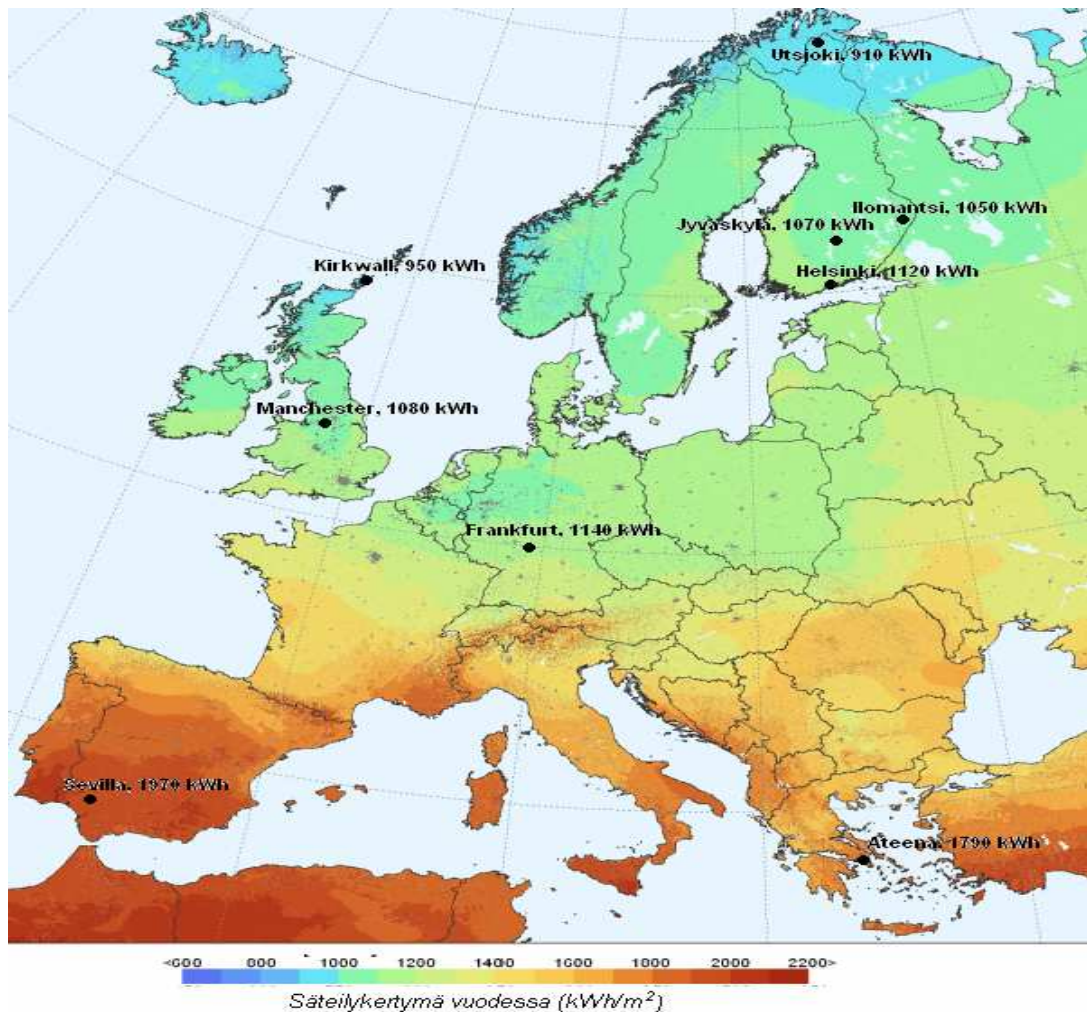 Utsjoki, 910 kWh
Ilomantsi, 1050 kWh
Jyväskylä, 1070 kWh
Kirkwall, 950 kWh
Helsinki, 1120 kWh
Manchester, 1080 kWh
Frankfurt, 1140 kWh
Sevilla, 1970 kWh
Ateena, 1790 kWh
<600 800 1000 1200 1400 1600 1800 2000 2200>
Säteilykertymä vuodessa (kWh/m²)